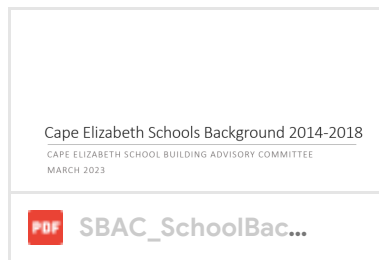 Cape Elizabeth Schools Background 2014-2018
CAPE ELIZABETH SCHOOL BUILDING ADVISORY COMMITTEE
MARCH 2023
PDF SBAC_SchoolBac...